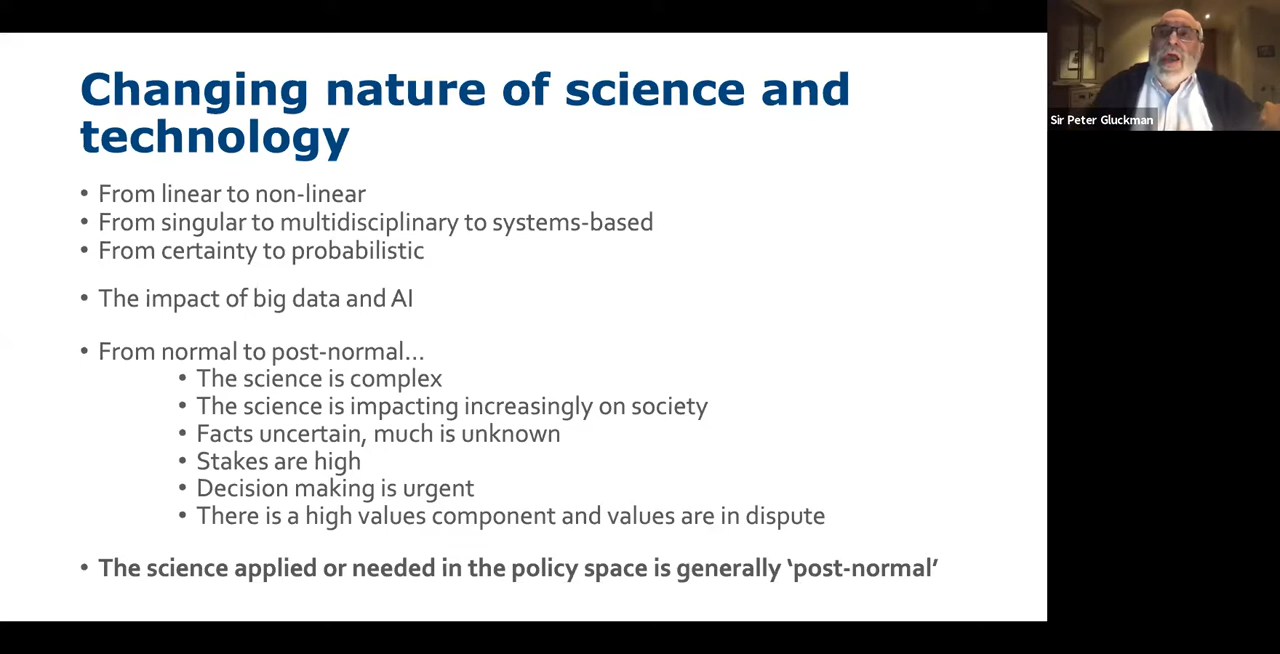 Changing nature of science and
technology
• From linear to non-linear
• From singular to multidisciplinary to systems-based
• From certainty to probabilistic
• The impact of big data and AI
• From normal to post-normal…
• The science is complex
• The science is impacting increasingly on society
• Facts uncertain, much is unknown
• Stakes are high
• Decision making is urgent
• There is a high values component and values are in dispute
• The science applied or needed in the policy space is generally ‘post-normal’
Sir Peter Gluckman